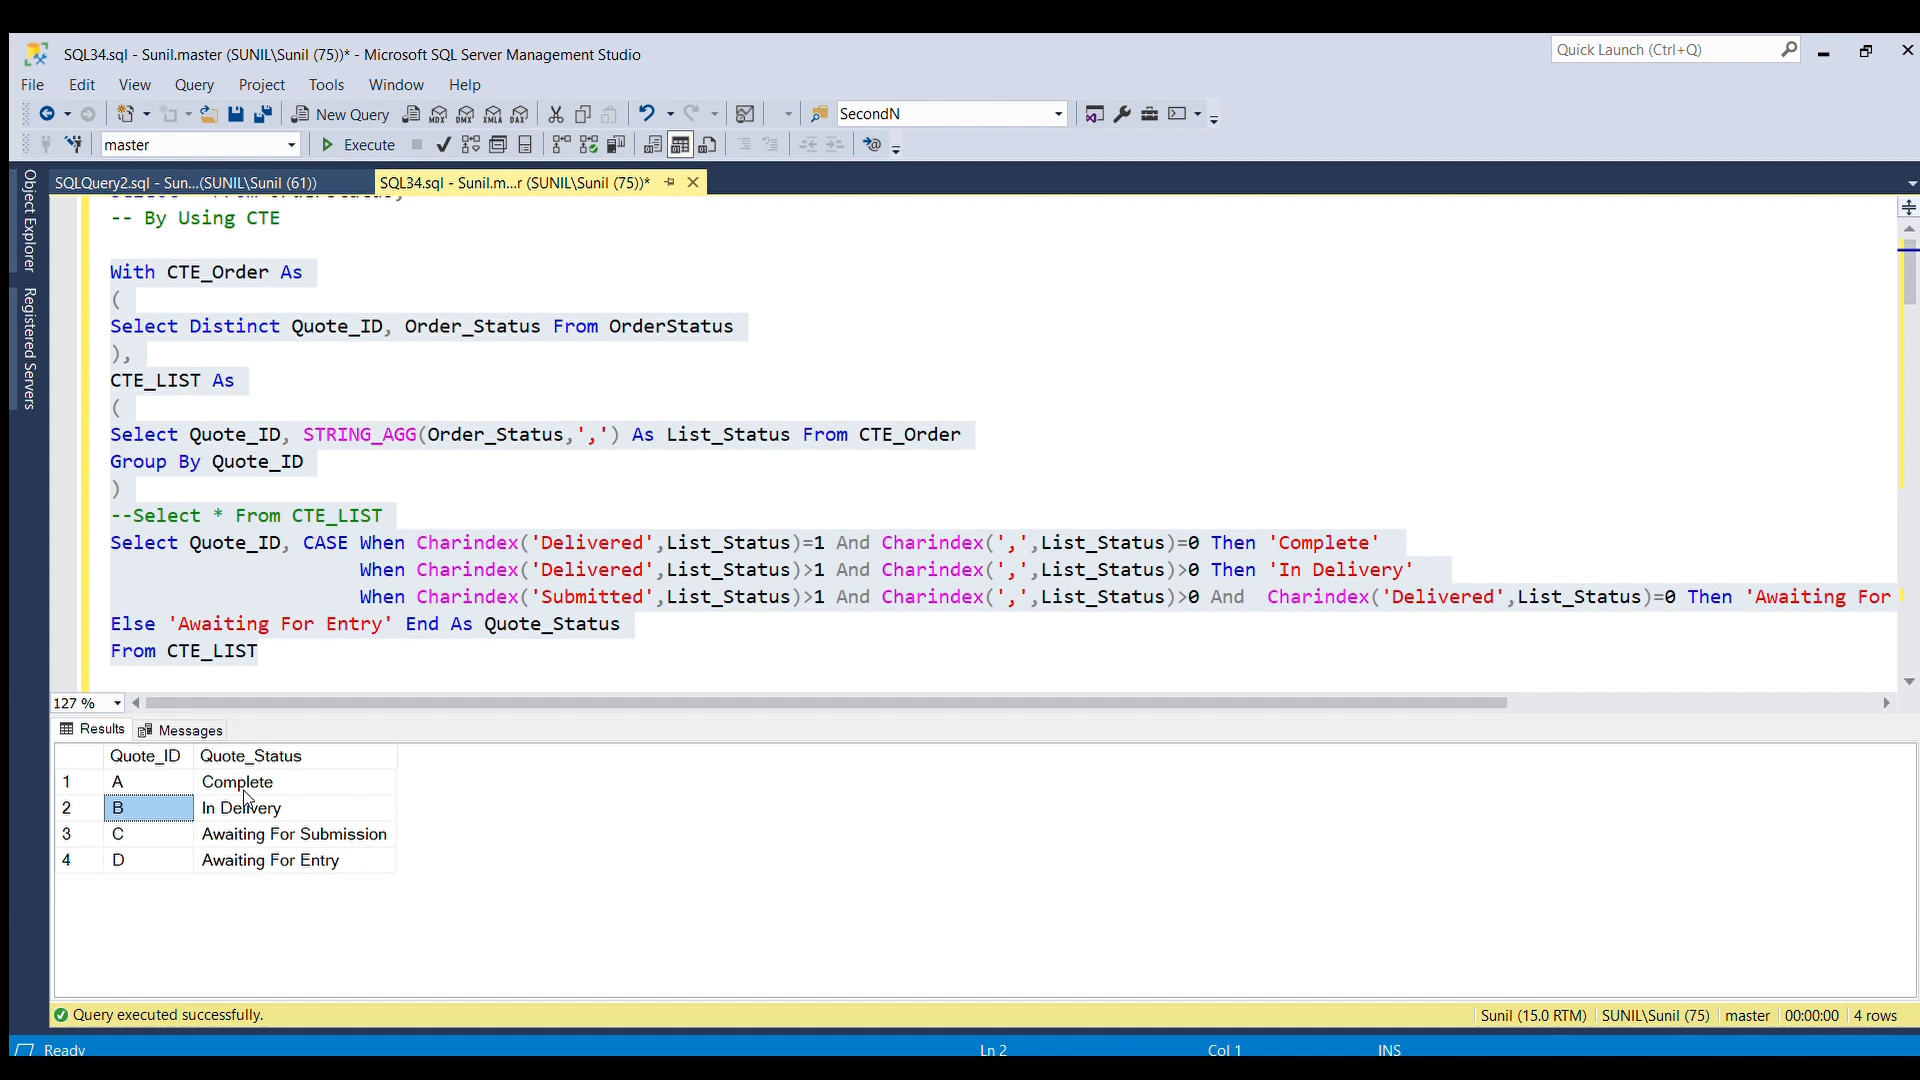 SQL34.sql - Sunil.master (SUNIL\Sunil (75))* - Microsoft SQL Server Management Studio
Quick Launch (Ctrl+Q)
File Edit View Query Project Tools Window Help
New Query MDX DMX XMLA DAX SecondN
master Execute
Object Explorer
Registered Servers
SQLQuery2.sql - Sun...(SUNIL\Sunil (61))
SQL34.sql - Sunil.m...r (SUNIL\Sunil (75))*
-- By Using CTE
With CTE_Order As
(
Select Distinct Quote_ID, Order_Status From OrderStatus
),
CTE_LIST As
(
Select Quote_ID, STRING_AGG(Order_Status,',') As List_Status From CTE_Order
Group By Quote_ID
)
--Select * From CTE_LIST
Select Quote_ID, CASE When Charindex('Delivered',List_Status)=1 And Charindex(',',List_Status)=0 Then 'Complete'
When Charindex('Delivered',List_Status)>1 And Charindex(',',List_Status)>0 Then 'In Delivery'
When Charindex('Submitted',List_Status)>1 And Charindex(',',List_Status)>0 And  Charindex('Delivered',List_Status)=0 Then 'Awaiting For
Else 'Awaiting For Entry' End As Quote_Status
From CTE_LIST
127 %
Results Messages
Quote_ID Quote_Status
1 A Complete
2 B In Delivery
3 C Awaiting For Submission
4 D Awaiting For Entry
Query executed successfully.
Sunil (15.0 RTM) SUNIL\Sunil (75) master 00:00:00 4 rows
Ready Ln 2 Col 1 INS